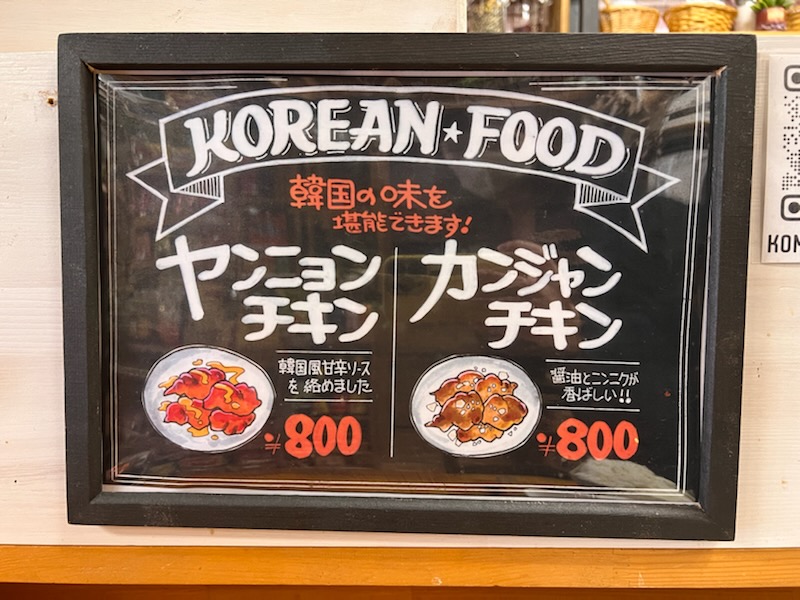 KOREAN★FOOD
韓国の味を
堪能できます!
ヤンニョン
チキン
韓国風甘辛ソース
を絡めました
¥800
カンジャン
チキン
醤油とニンニクが
香ばしい!!
¥800
KOM